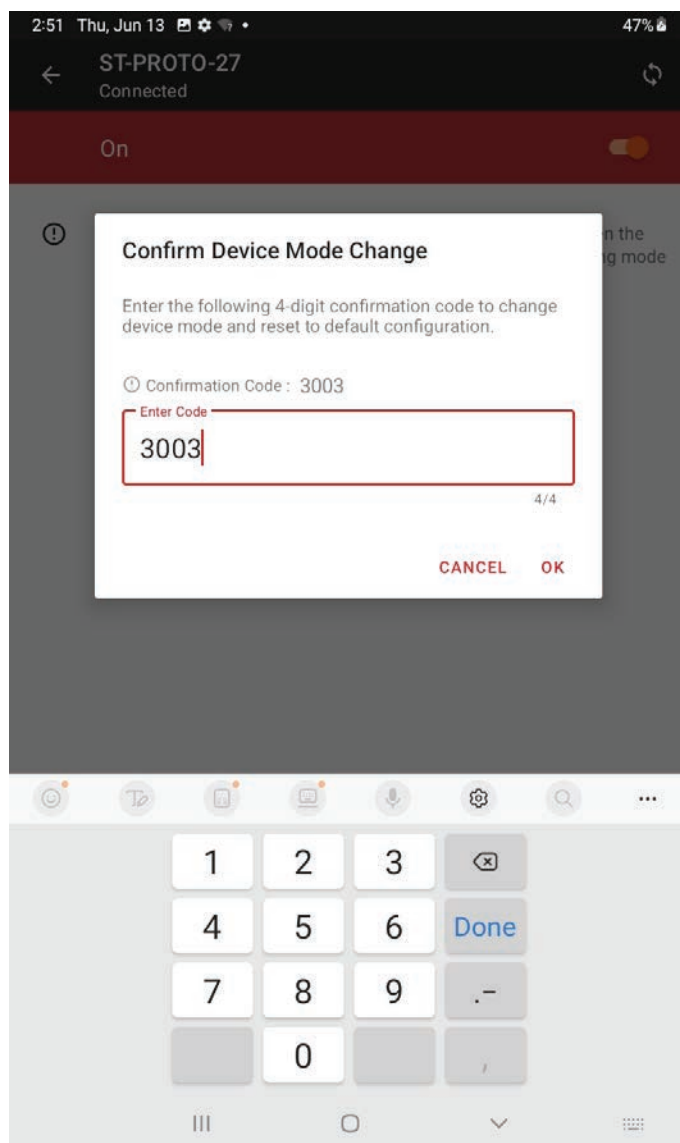 2:51 Thu, Jun 13 47%
ST-PROTO-27
Connected
On
n the
g mode
Confirm Device Mode Change
Enter the following 4-digit confirmation code to change
device mode and reset to default configuration.
Confirmation Code : 3003
Enter Code
3003
4/4
CANCEL OK
1 2 3
4 5 6 Done
7 8 9 .-
0 ,